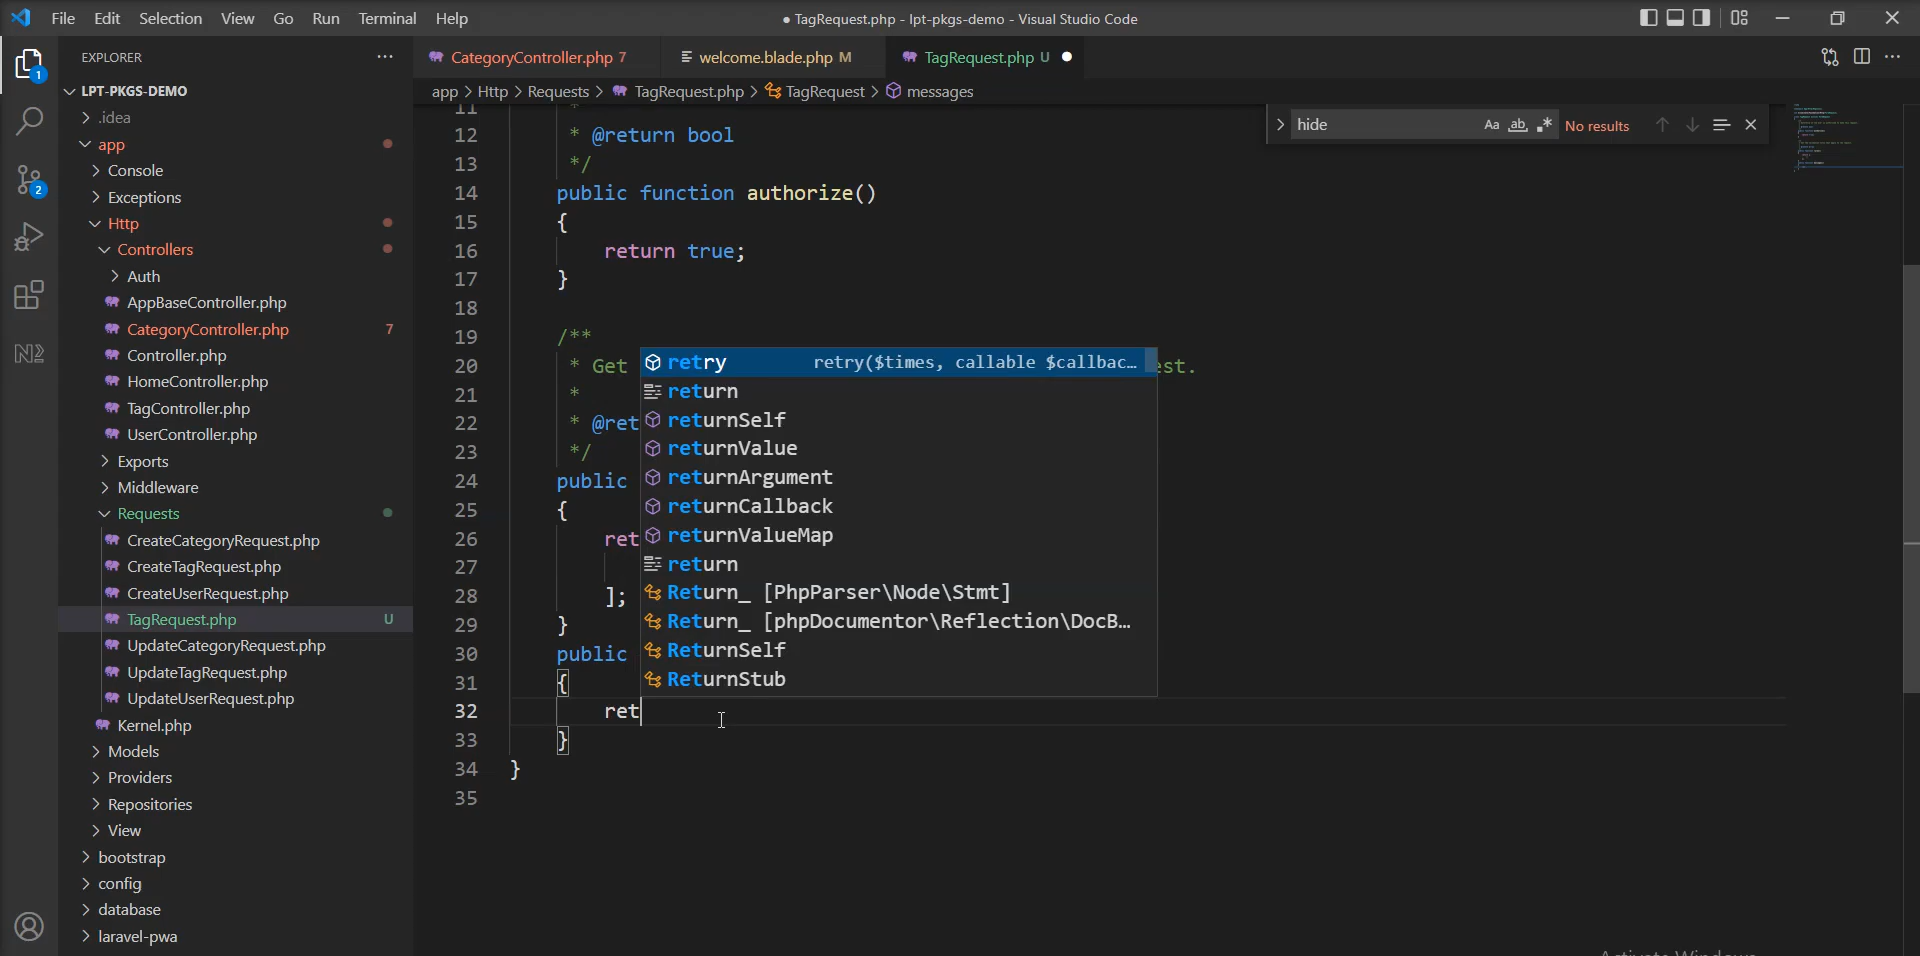 File Edit Selection View Go Run Terminal Help
● TagRequest.php - lpt-pkgs-demo - Visual Studio Code
EXPLORER
CategoryController.php 7
welcome.blade.php M
TagRequest.php U
1
2
LPT-PKGS-DEMO
.idea
app
Console
Exceptions
Http
Controllers
Auth
AppBaseController.php
CategoryController.php 7
Controller.php
HomeController.php
TagController.php
UserController.php
Exports
Middleware
Requests
CreateCategoryRequest.php
CreateTagRequest.php
CreateUserRequest.php
TagRequest.php U
UpdateCategoryRequest.php
UpdateTagRequest.php
UpdateUserRequest.php
Kernel.php
Models
Providers
Repositories
View
bootstrap
config
database
laravel-pwa
app > Http > Requests > TagRequest.php > TagRequest > messages
hide Aa ab .* No results
11 *
12 * @return bool
13 */
14 public function authorize()
15 {
16 return true;
17 }
18
19 /**
20 * Get est.
21 *
22 * @ret
23 */
24 public
25 {
26 ret
27
28 ];
29 }
30 public
31 {
32 ret
33 }
34 }
35
retry retry($times, callable $callbac...
return
returnSelf
returnValue
returnArgument
returnCallback
returnValueMap
return
Return_ [PhpParser\Node\Stmt]
Return_ [phpDocumentor\Reflection\DocB...
ReturnSelf
ReturnStub